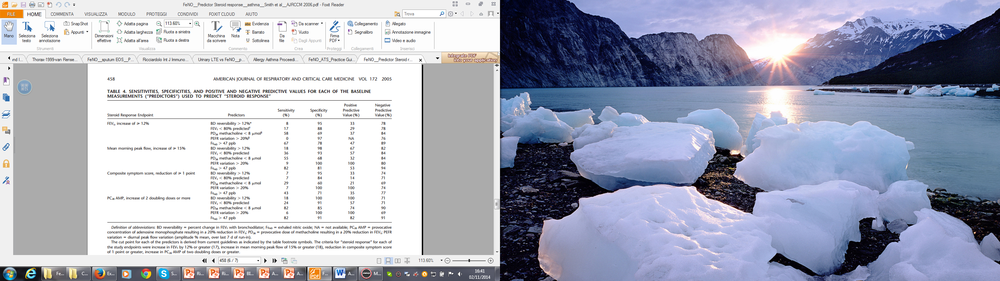 FeNO__Predictor Steroid response__asthma__Smith et al__AJRCCM 2006.pdf - Foxit Reader
FILE HOME COMMENTA VISUALIZZA MODULO PROTEGGI CONDIVIDI FOXIT CLOUD AIUTO Trova
Mano
Seleziona testo
Seleziona annotazione
SnapShot
Appunti
Strumenti
Dimensioni effettive
Adatta pagina
Adatta larghezza
Adatta all'area
113.60%
Ruota a sinistra
Ruota a destra
Visualizza
Macchina da scrivere
Nota
abc Evidenzia
Barrato
Sottolinea
Commento
Da file
Da scanner
Vuoto
Dagli Appunti
Crea
Firma PDF
Proteggi
Collegamento
Segnalibro
Collegamenti
Allegato
Annotazione immagine
Video e audio
Inserisci
nd I... Thorax-1999-van Rense... FeNO__sputum EOS__P... Ricciardolo Int J Immuno... Urinary LTE vs FeNO__p... Allergy Asthma Proceedi... FeNO_ATS_Practice Gui... FeNO__Predictor Steroid r...
Integrate PDF
into your application
458 AMERICAN JOURNAL OF RESPIRATORY AND CRITICAL CARE MEDICINE VOL 172 2005
TABLE 4. SENSITIVITIES, SPECIFICITIES, AND POSITIVE AND NEGATIVE PREDICTIVE VALUES FOR EACH OF THE BASELINE
MEASUREMENTS (“PREDICTORS”) USED TO PREDICT “STEROID RESPONSE”
Steroid Response Endpoint Predictors Sensitivity (%) Specificity (%) Positive Predictive Value (%) Negative Predictive Value (%)
FEV₁, increase of ⩾ 12% BD reversibility > 12%* 8 95 33 78
FEV₁ < 80% predicted† 17 88 29 78
PD₂₀ methacholine < 8 μmol‡ 58 69 37 84
PEFR variation > 20%§ 0 97 NA 76
FENO > 47 ppb 67 78 47 89
Mean morning peak flow, increase of ⩾ 15% BD reversibility > 12% 18 98 67 82
FEV₁ < 80% predicted 36 93 57 84
PD₂₀ methacholine < 8 μmol 55 68 32 84
PEFR variation > 20% 9 100 100 80
FENO > 47 ppb 82 81 53 94
Composite symptom score, reduction of ⩾ 1 point BD reversibility > 12% 7 95 33 74
FEV₁ < 80% predicted 7 84 14 71
PD₂₀ methacholine < 8 μmol 29 60 21 69
PEFR variation > 20% 7 100 100 74
FENO > 47 ppb 43 71 35 77
PC₂₀ AMP, increase of 2 doubling doses or more BD reversibility > 12% 18 100 100 71
FEV₁ < 80% predicted 24 91 57 71
PD₂₀ methacholine < 8 μmol 82 85 74 90
PEFR variation > 20% 6 100 100 69
FENO > 47 ppb 82 91 82 91
Definition of abbreviations: BD reversibility = percent change in FEV₁ with bronchodilator; FENO = exhaled nitric oxide; NA = not available; PC₂₀ AMP = provocative
concentration of adenosine monophosphate resulting in a 20% reduction in FEV₁; PD₂₀ = provocative dose of methacholine resulting in a 20% reduction in FEV₁; PEFR
variation = diurnal peak flow variation (amplitude % mean, over last 7 d of run-in).
The cut point for each of the predictors is derived from current guidelines as indicated by the table footnote symbols. The criteria for “steroid response” for each of
the study endpoints were increase in FEV₁ by 12% or greater (17), increase in mean morning peak flow of 15% or greater (18), reduction in composite symptom score
of 1 point or greater, increase in PC₂₀ AMP of two doubling doses or greater.
458 (6 / 7) 113.60%
Fe... C... Ex... S... Ri... Ri... Bl... A... A... F... A... M...
16:41
02/11/2014